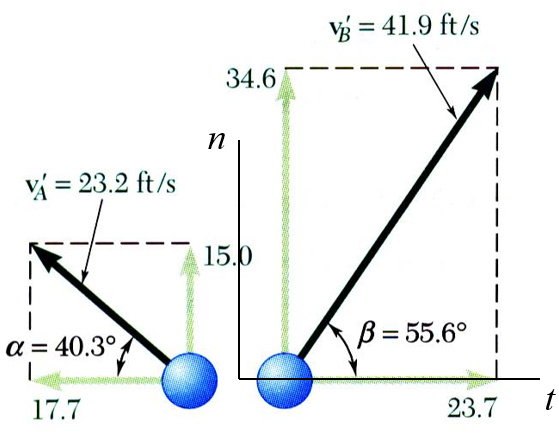 v′B = 41.9 ft/s
34.6
n
v′A = 23.2 ft/s
15.0
α = 40.3°
β = 55.6°
17.7
23.7
t